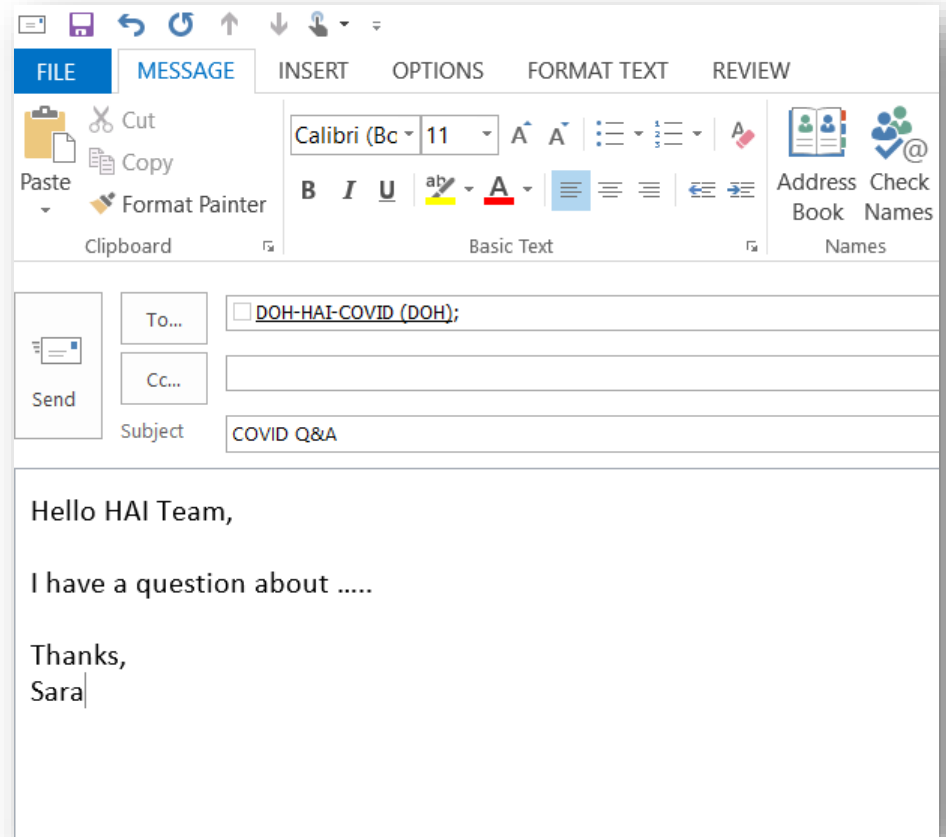 FILE MESSAGE INSERT OPTIONS FORMAT TEXT REVIEW
Cut
Copy
Format Painter
Paste
Clipboard
Calibri (Bc 11
B I U ab A
Basic Text
Address Book
Check Names
Names
Send
To...
DOH-HAI-COVID (DOH);
Cc...
Subject
COVID Q&A
Hello HAI Team,
I have a question about .....
Thanks,
Sara